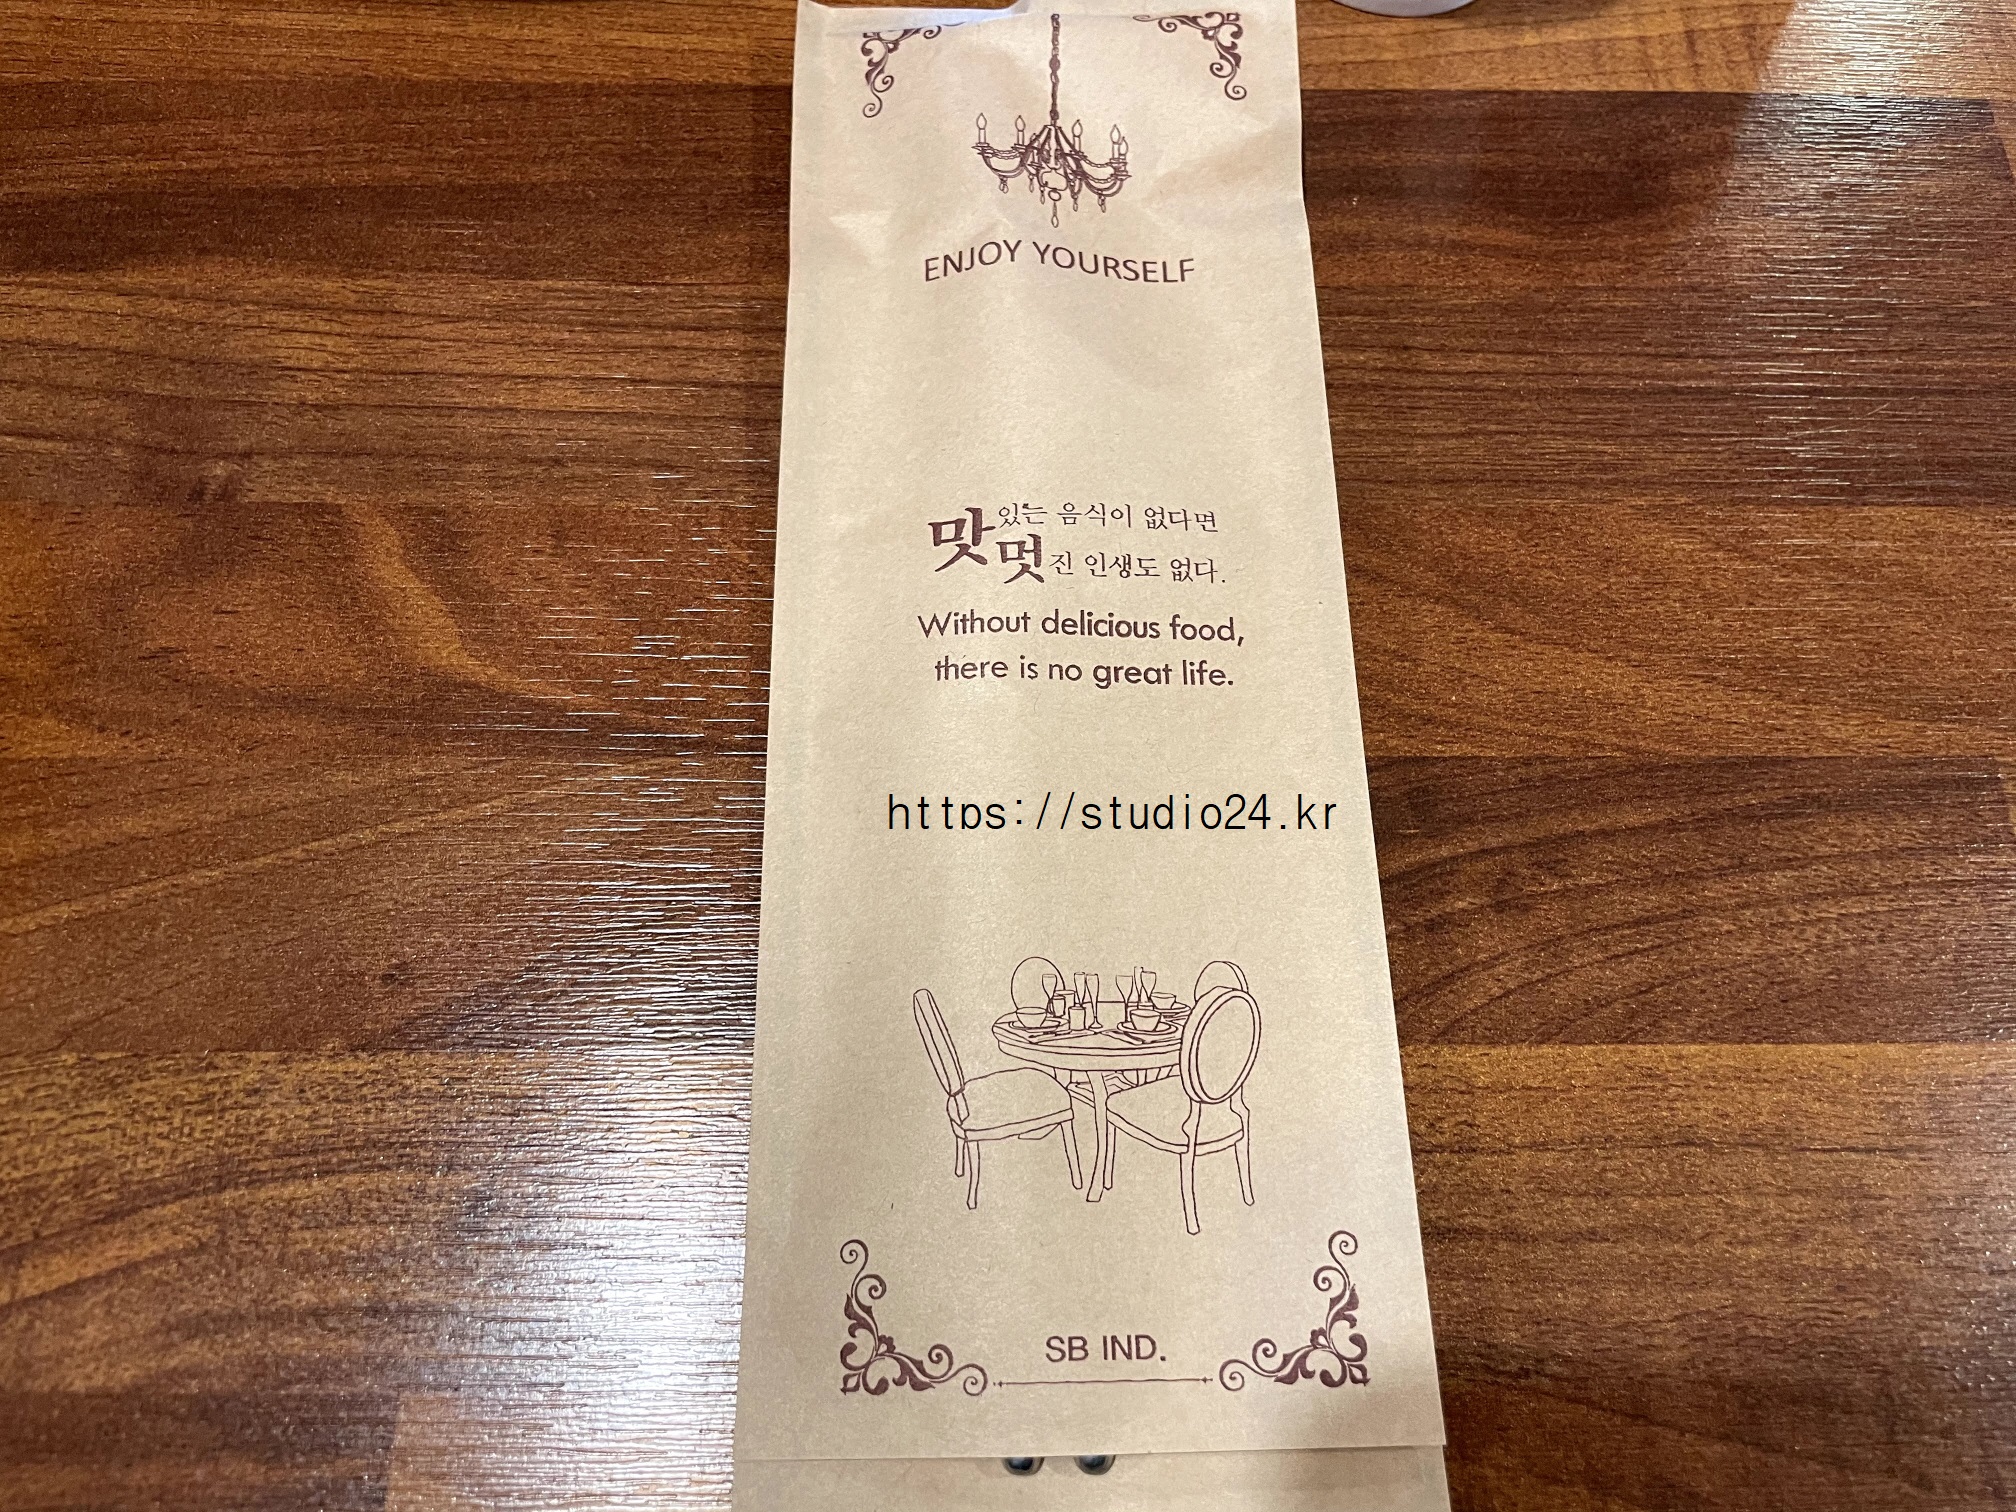 ENJOY YOURSELF
맛있는 음식이 없다면
멋진 인생도 없다.
Without delicious food,
there is no great life.
https://studio24.kr
SB IND.